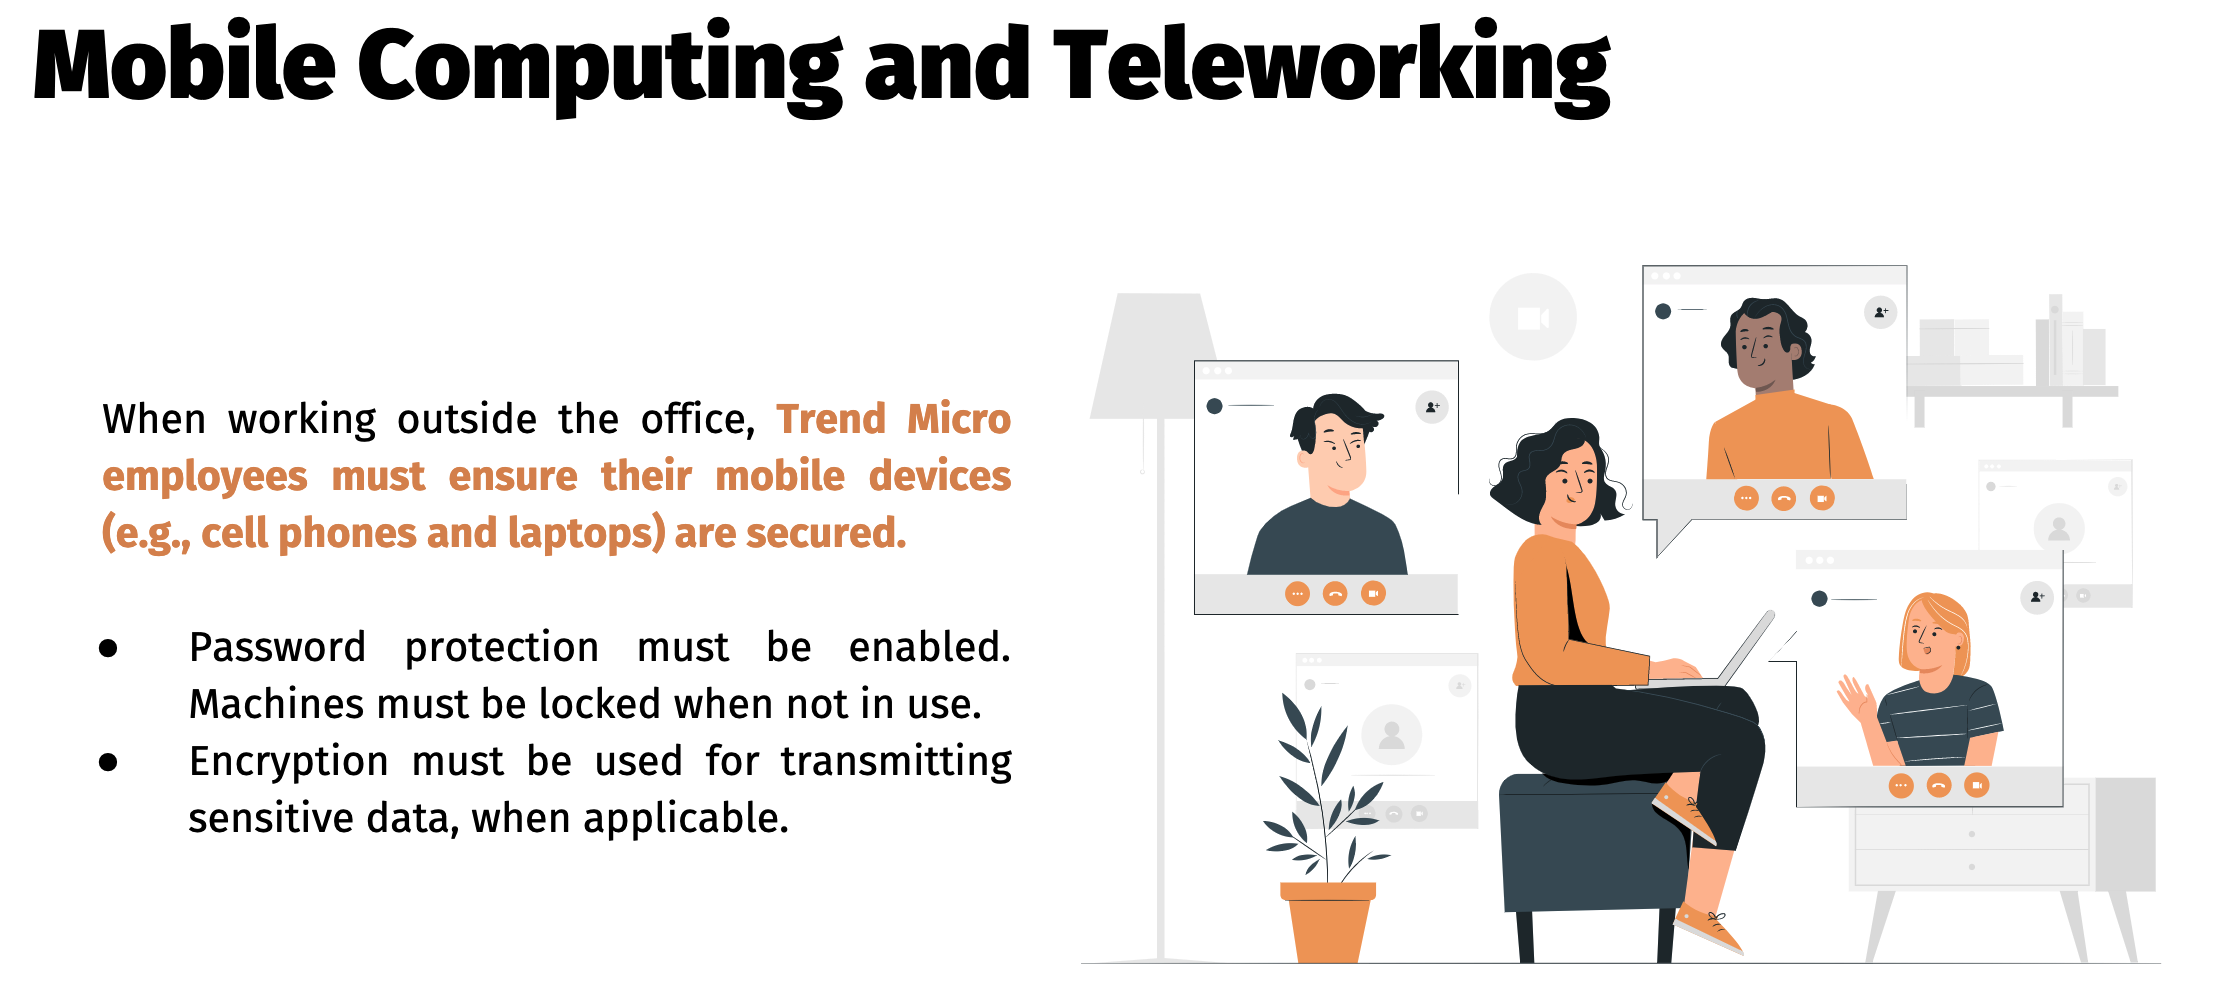 Mobile Computing and Teleworking
When working outside the office, Trend Micro
employees must ensure their mobile devices
(e.g., cell phones and laptops) are secured.
● Password protection must be enabled.
Machines must be locked when not in use.
● Encryption must be used for transmitting
sensitive data, when applicable.